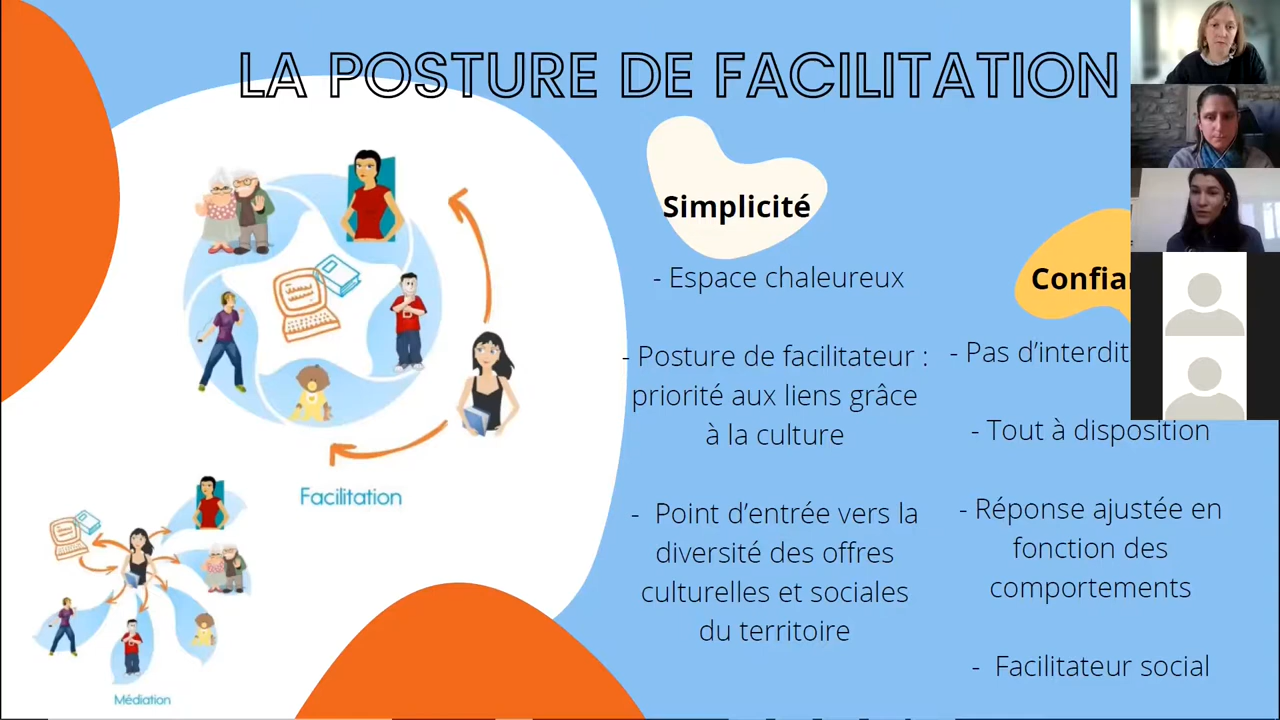 LA POSTURE DE FACILITATION
Simplicité
- Espace chaleureux
- Posture de facilitateur :
priorité aux liens grâce
à la culture
- Point d’entrée vers la
diversité des offres
culturelles et sociales
du territoire
- Pas d’interdit
- Tout à disposition
- Réponse ajustée en
fonction des
comportements
- Facilitateur social
Facilitation
Médiation